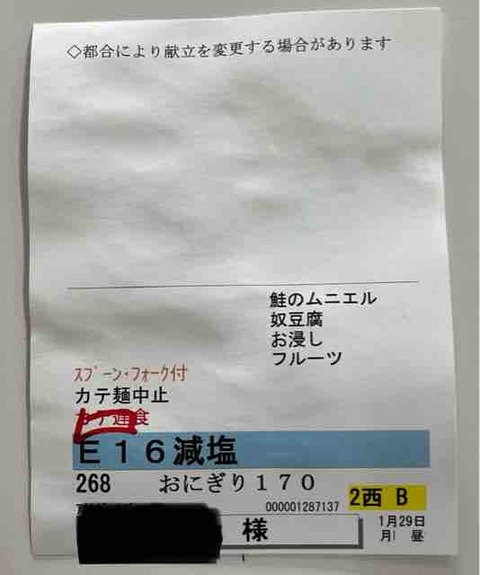 ◇都合により献立を変更する場合があります
鮭のムニエル
奴豆腐
お浸し
フルーツ
ｽﾌﾟｰﾝ・ﾌｫｰｸ付
カテ麺中止
食
E16減塩
268 おにぎり170
000001287137
2西 B
様
1月29日
月 昼